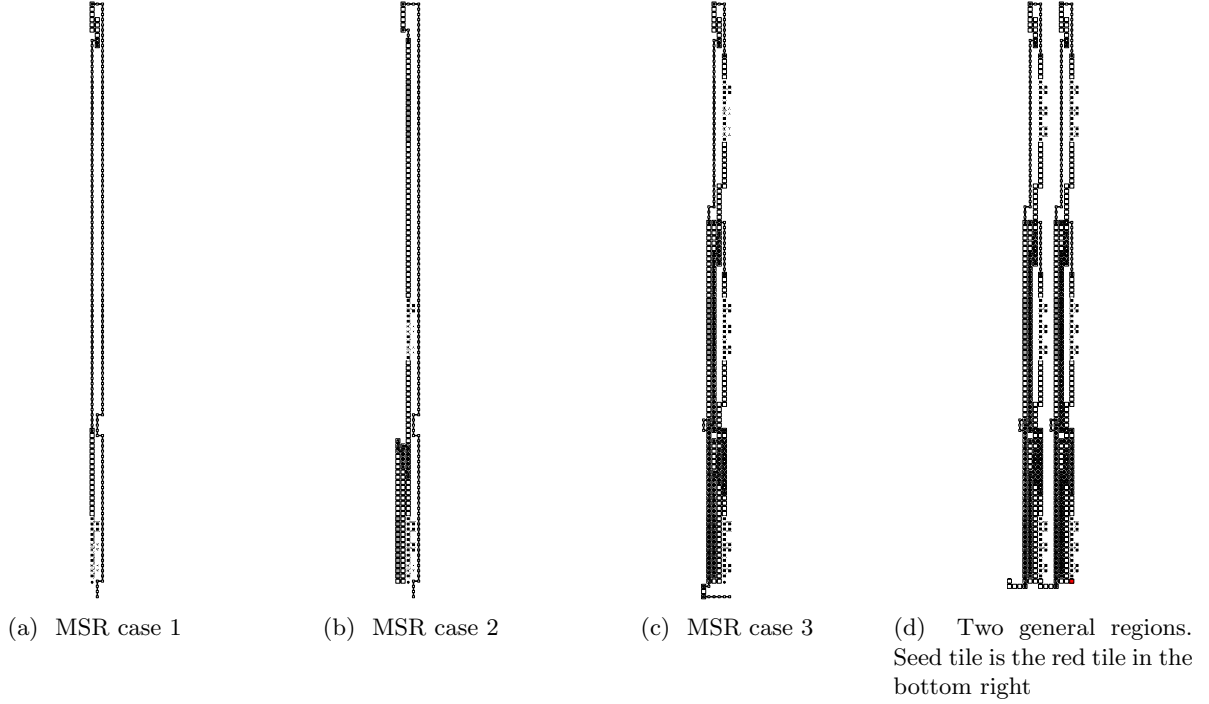 (a) MSR case 1
(b) MSR case 2
(c) MSR case 3
(d) Two general regions.
Seed tile is the red tile in the
bottom right